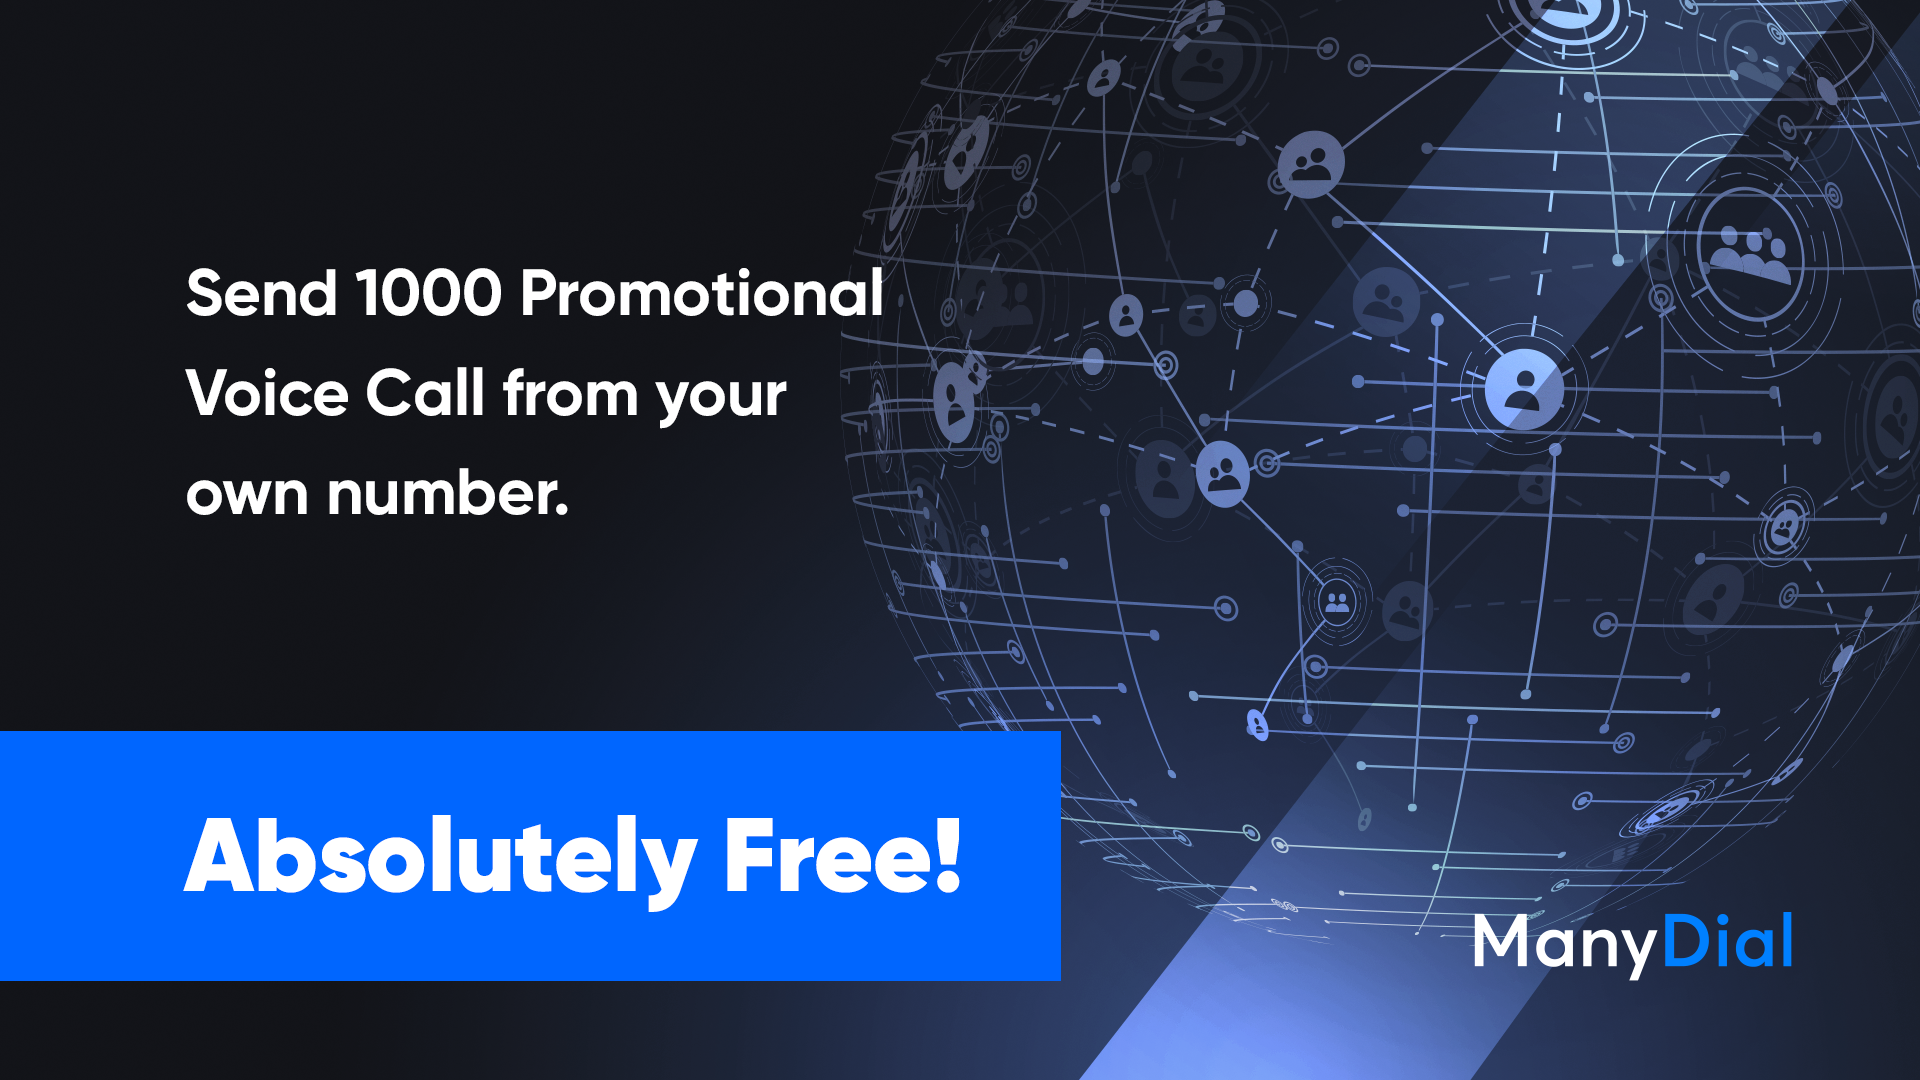 Send 1000 Promotional
Voice Call from your
own number.
Absolutely Free!
ManyDial